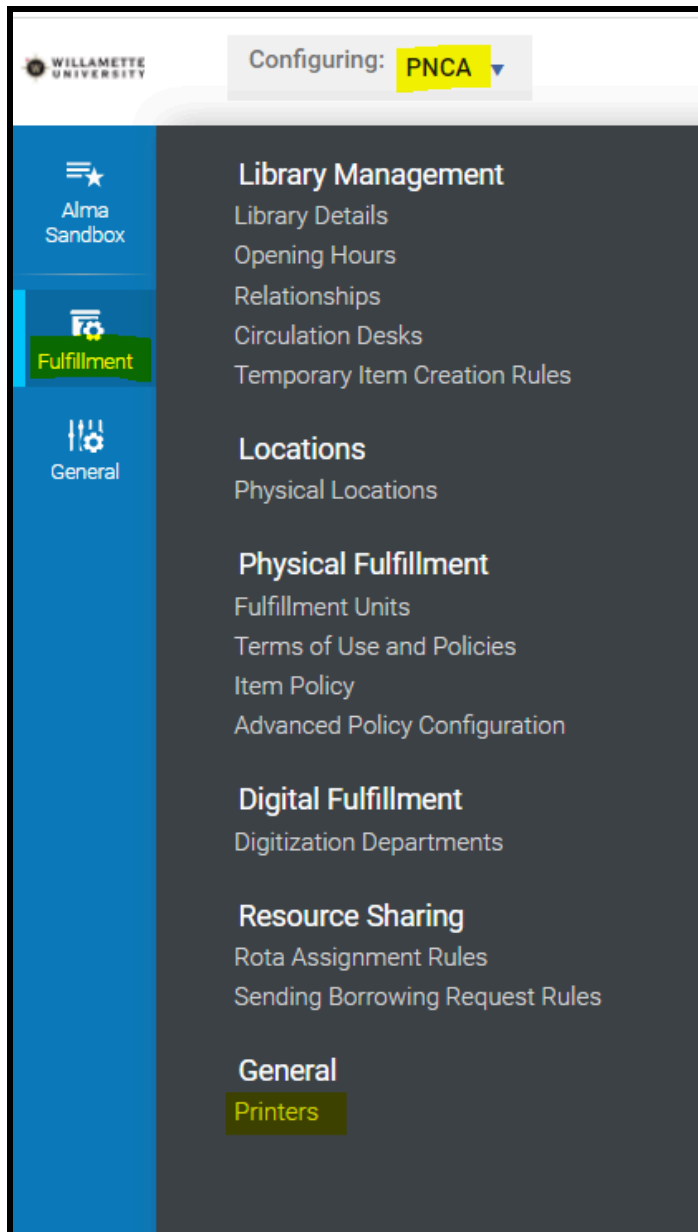 WILLAMETTE
UNIVERSITY
Configuring: PNCA
Alma
Sandbox
Fulfillment
General
Library Management
Library Details
Opening Hours
Relationships
Circulation Desks
Temporary Item Creation Rules
Locations
Physical Locations
Physical Fulfillment
Fulfillment Units
Terms of Use and Policies
Item Policy
Advanced Policy Configuration
Digital Fulfillment
Digitization Departments
Resource Sharing
Rota Assignment Rules
Sending Borrowing Request Rules
General
Printers